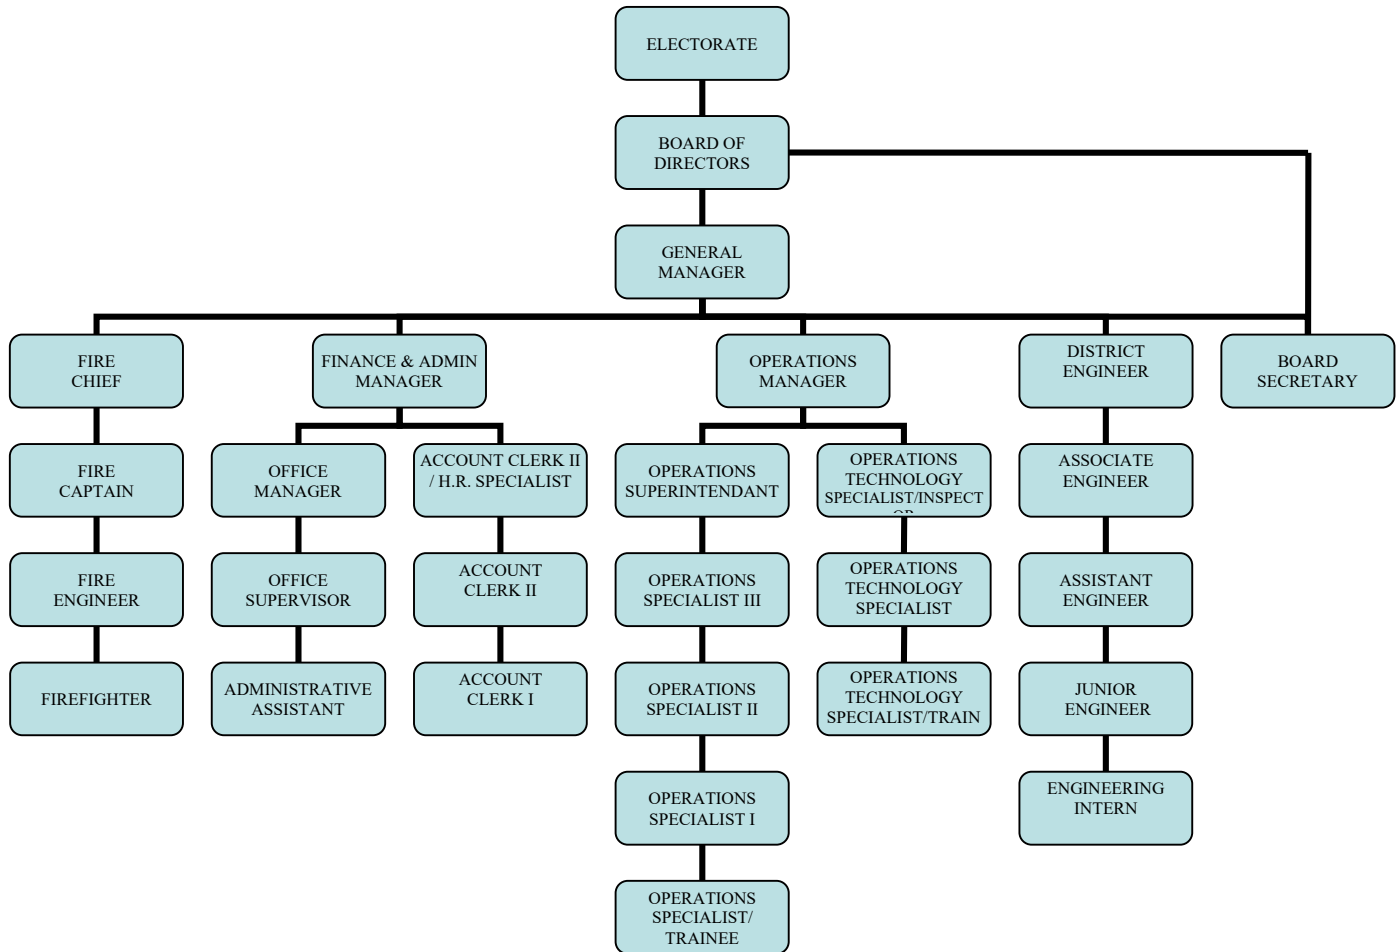 ELECTORATE
BOARD OF
DIRECTORS
GENERAL
MANAGER
FIRE
CHIEF
FINANCE & ADMIN
MANAGER
OPERATIONS
MANAGER
DISTRICT
ENGINEER
BOARD
SECRETARY
FIRE
CAPTAIN
OFFICE
MANAGER
ACCOUNT CLERK II
/ H.R. SPECIALIST
OPERATIONS
SUPERINTENDANT
OPERATIONS
TECHNOLOGY
SPECIALIST/INSPECT
ASSOCIATE
ENGINEER
FIRE
ENGINEER
OFFICE
SUPERVISOR
ACCOUNT
CLERK II
OPERATIONS
SPECIALIST III
OPERATIONS
TECHNOLOGY
SPECIALIST
ASSISTANT
ENGINEER
FIREFIGHTER
ADMINISTRATIVE
ASSISTANT
ACCOUNT
CLERK I
OPERATIONS
SPECIALIST II
OPERATIONS
TECHNOLOGY
SPECIALIST/TRAIN
JUNIOR
ENGINEER
OPERATIONS
SPECIALIST I
ENGINEERING
INTERN
OPERATIONS
SPECIALIST/
TRAINEE